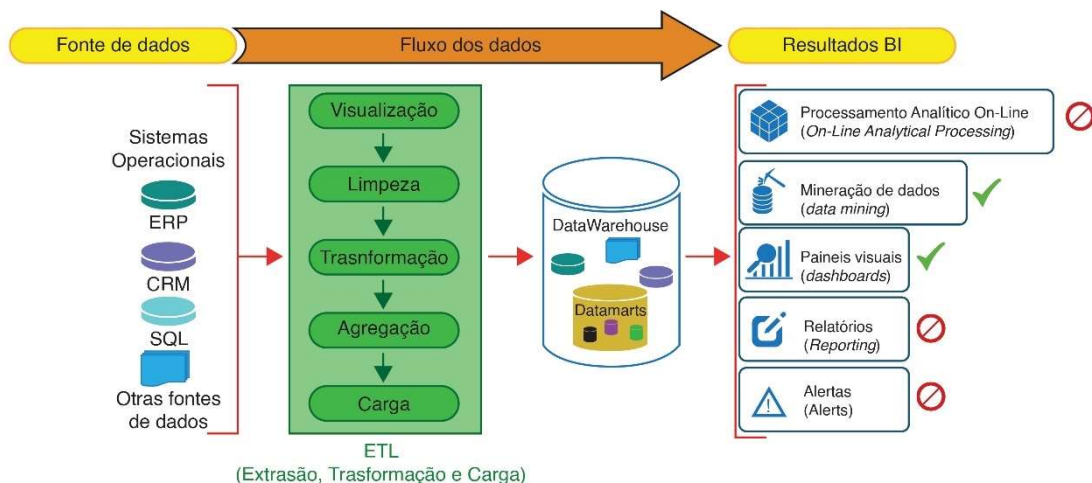 Fonte de dados
Fluxo dos dados
Resultados BI
Sistemas
Operacionais
ERP
CRM
SQL
Otras fontes
de dados
Visualização
Limpeza
Trasnformação
Agregação
Carga
ETL
(Extrasão, Trasformação e Carga)
DataWarehouse
Datamarts
Processamento Analítico On-Line
(On-Line Analytical Processing)
Mineração de dados
(data mining)
Paineis visuais
(dashboards)
Relatórios
(Reporting)
Alertas
(Alerts)